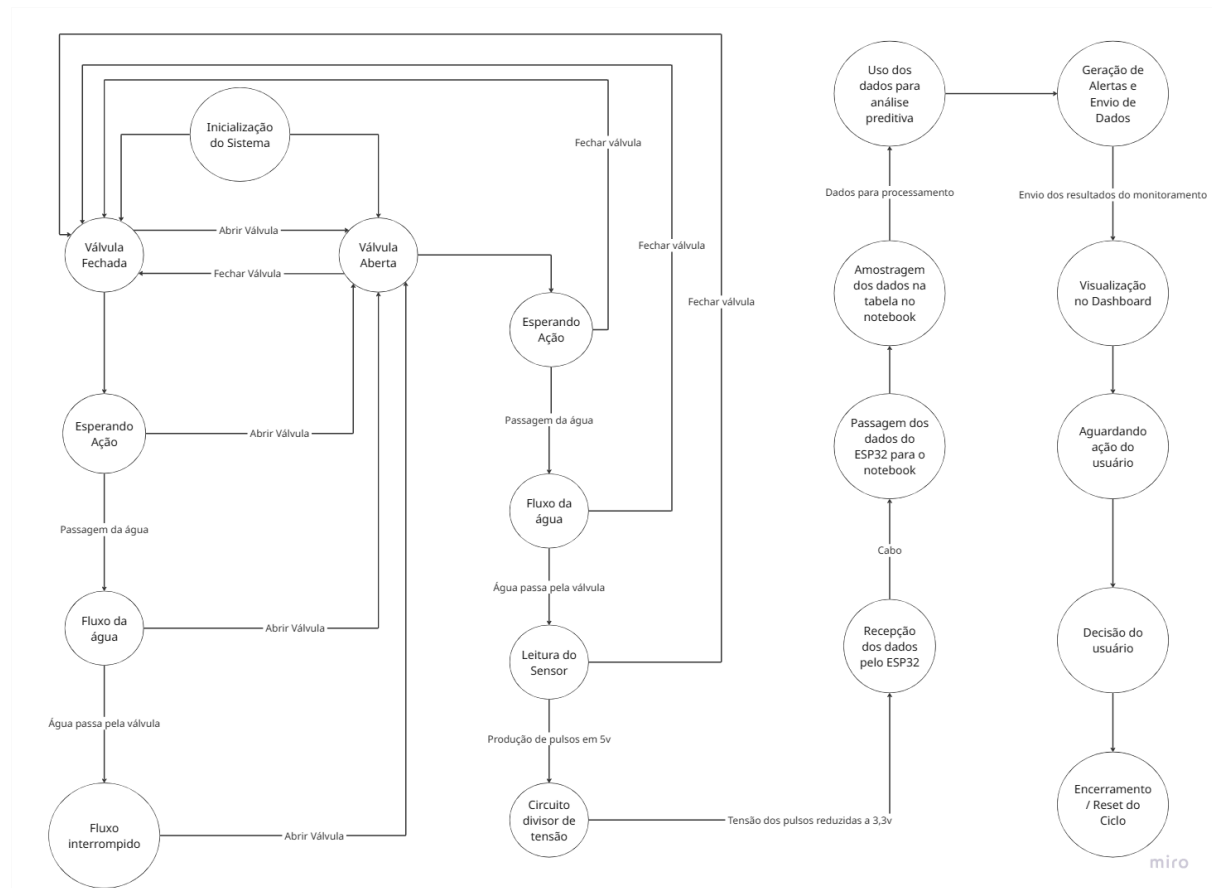 Inicialização
do Sistema
Fechar válvula
Válvula
Fechada
Abrir Válvula
Fechar Válvula
Válvula
Aberta
Fechar válvula
Fechar válvula
Esperando
Ação
Abrir Válvula
Passagem da água
Fluxo da
água
Abrir Válvula
Água passa pela válvula
Fluxo
interrompido
Abrir Válvula
Esperando
Ação
Passagem da água
Fluxo da
água
Água passa pela válvula
Leitura do
Sensor
Produção de pulsos em 5v
Circuito
divisor de
tensão
Tensão dos pulsos reduzidas a 3,3v
Recepção
dos dados
pelo ESP32
Cabo
Passagem dos
dados do
ESP32 para o
notebook
Amostragem
dos dados na
tabela no
notebook
Dados para processamento
Uso dos
dados para
análise
preditiva
Geração de
Alertas e
Envio de
Dados
Envio dos resultados do monitoramento
Visualização
no Dashboard
Aguardando
ação do
usuário
Decisão do
usuário
Encerramento
/ Reset do
Ciclo
miro